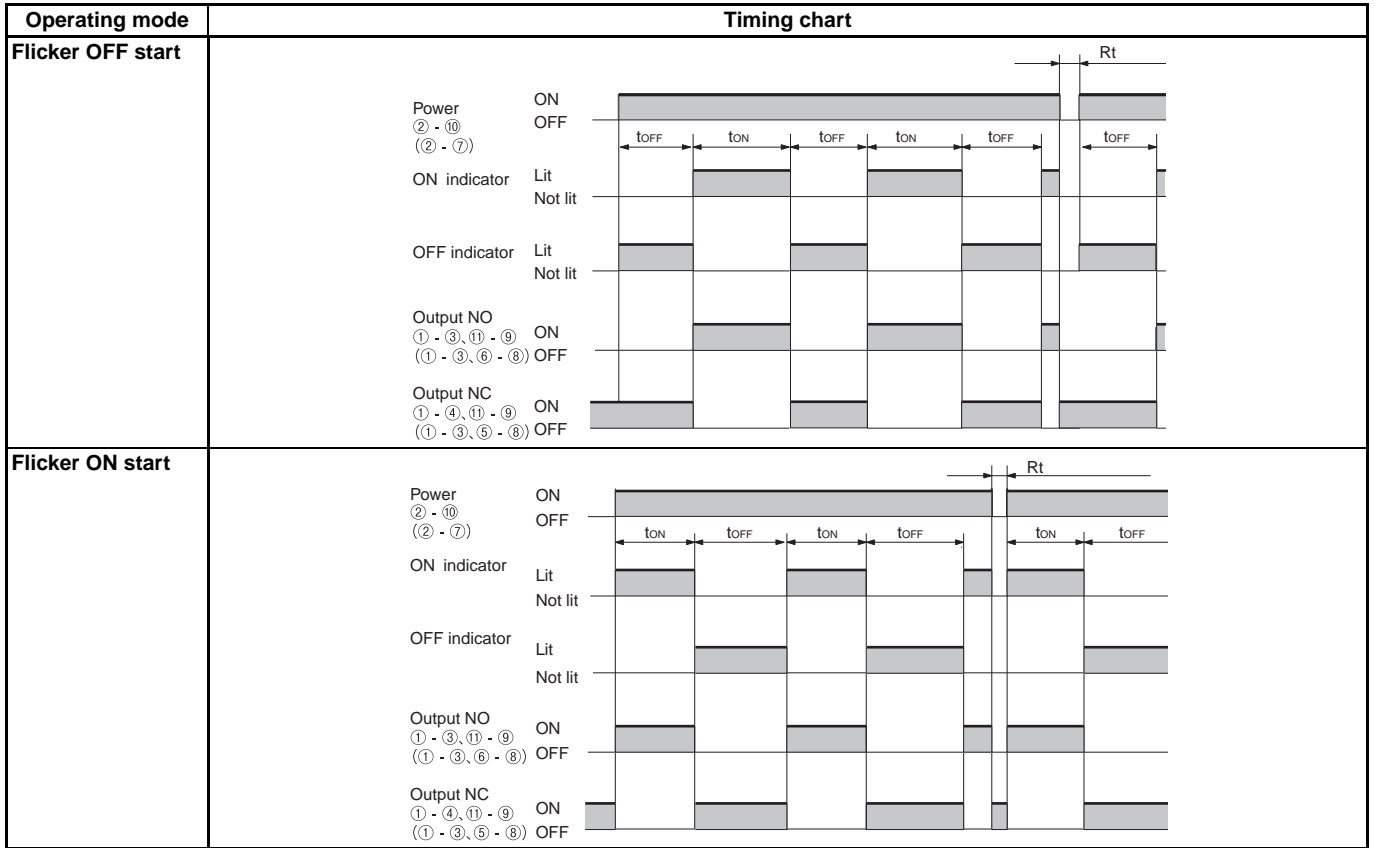 Operating mode
Timing chart
Flicker OFF start
Rt
Power
② - ⑩
(② - ⑦)
ON
OFF
tOFF tON tOFF tON tOFF tOFF
ON indicator
Lit
Not lit
OFF indicator
Lit
Not lit
Output NO
① - ③、⑪ - ⑨
(① - ③、⑥ - ⑧)
ON
OFF
Output NC
① - ④、⑪ - ⑨
(① - ③、⑤ - ⑧)
ON
OFF
Flicker ON start
Rt
Power
② - ⑩
(② - ⑦)
ON
OFF
tON tOFF tON tOFF tON tOFF
ON indicator
Lit
Not lit
OFF indicator
Lit
Not lit
Output NO
① - ③、⑪ - ⑨
(① - ③、⑥ - ⑧)
ON
OFF
Output NC
① - ④、⑪ - ⑨
(① - ③、⑤ - ⑧)
ON
OFF